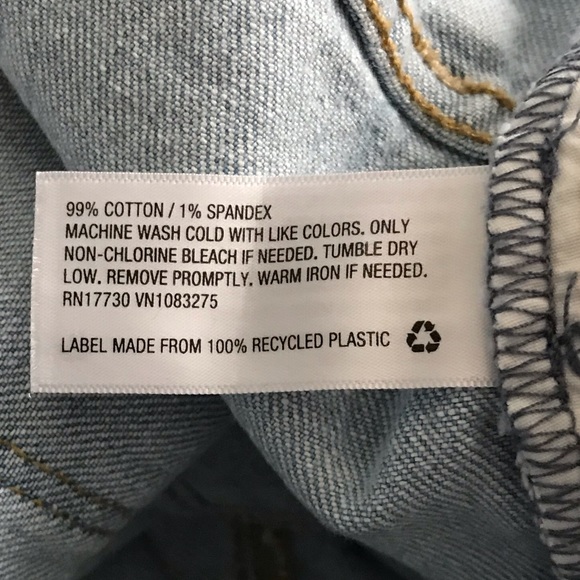 99% COTTON / 1% SPANDEX
MACHINE WASH COLD WITH LIKE COLORS. ONLY
NON-CHLORINE BLEACH IF NEEDED. TUMBLE DRY
LOW. REMOVE PROMPTLY. WARM IRON IF NEEDED.
RN17730 VN1083275
LABEL MADE FROM 100% RECYCLED PLASTIC